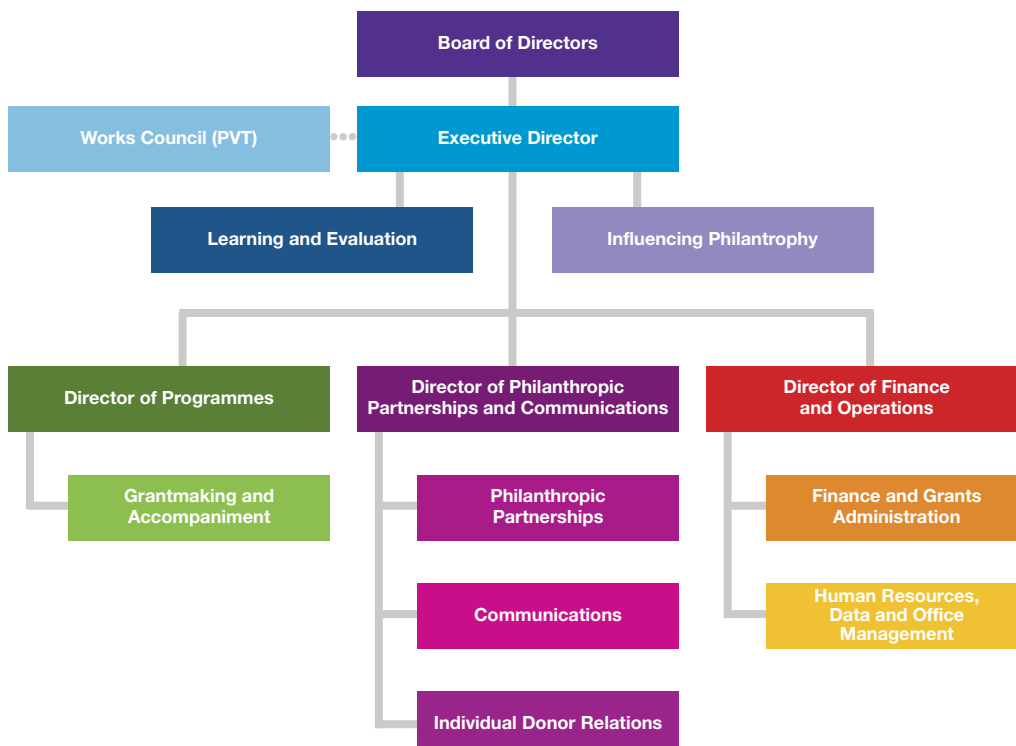 Board of Directors
Works Council (PVT)
Executive Director
Learning and Evaluation
Influencing Philantrophy
Director of Programmes
Director of Philanthropic
Partnerships and Communications
Director of Finance
and Operations
Grantmaking and
Accompaniment
Philanthropic
Partnerships
Finance and Grants
Administration
Communications
Human Resources,
Data and Office
Management
Individual Donor Relations